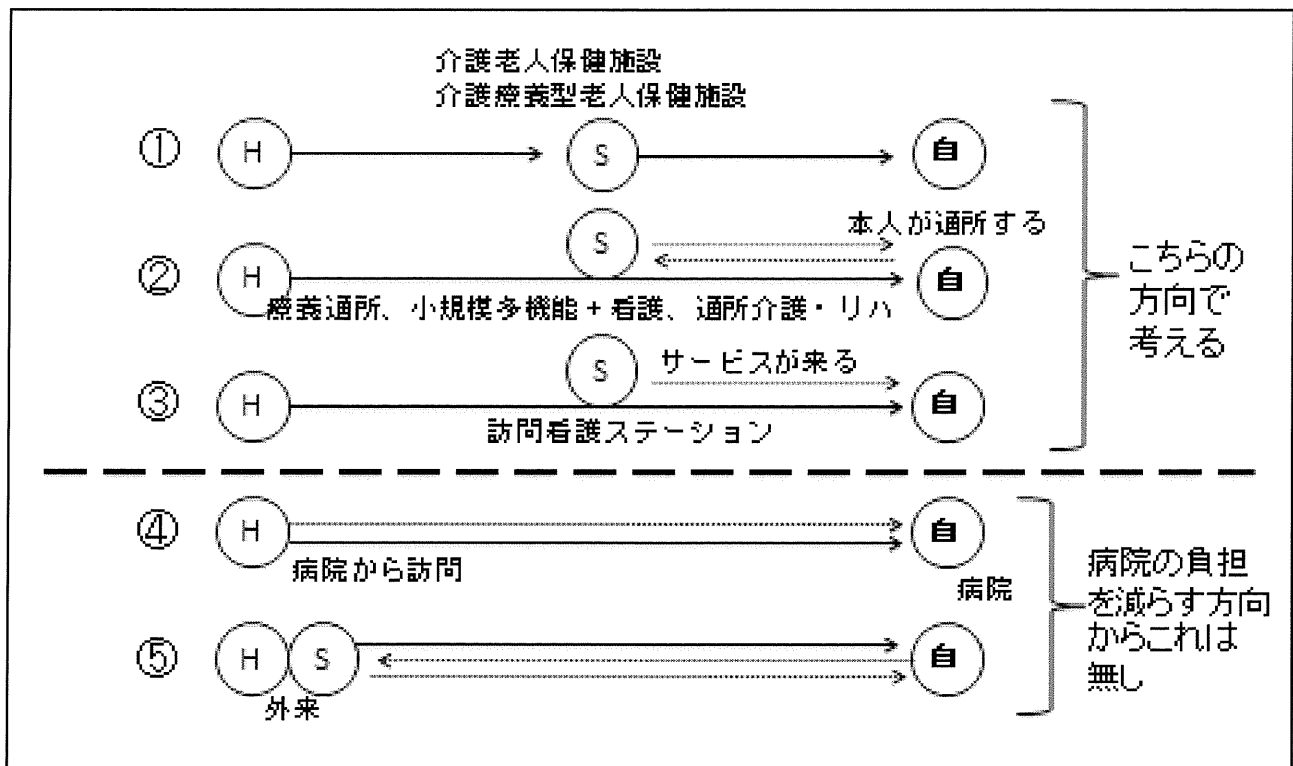 介護老人保健施設
介護療養型老人保健施設
① H S 自
本人が通所する
② H S 自
療養通所、小規模多機能+看護、通所介護・リハ
③ H S 自
サービスが来る
訪問看護ステーション
こちらの
方向で
考える
④ H 自
病院から訪問
病院
⑤ H S 自
外来
病院の負担
を減らす方向
からこれは
無し